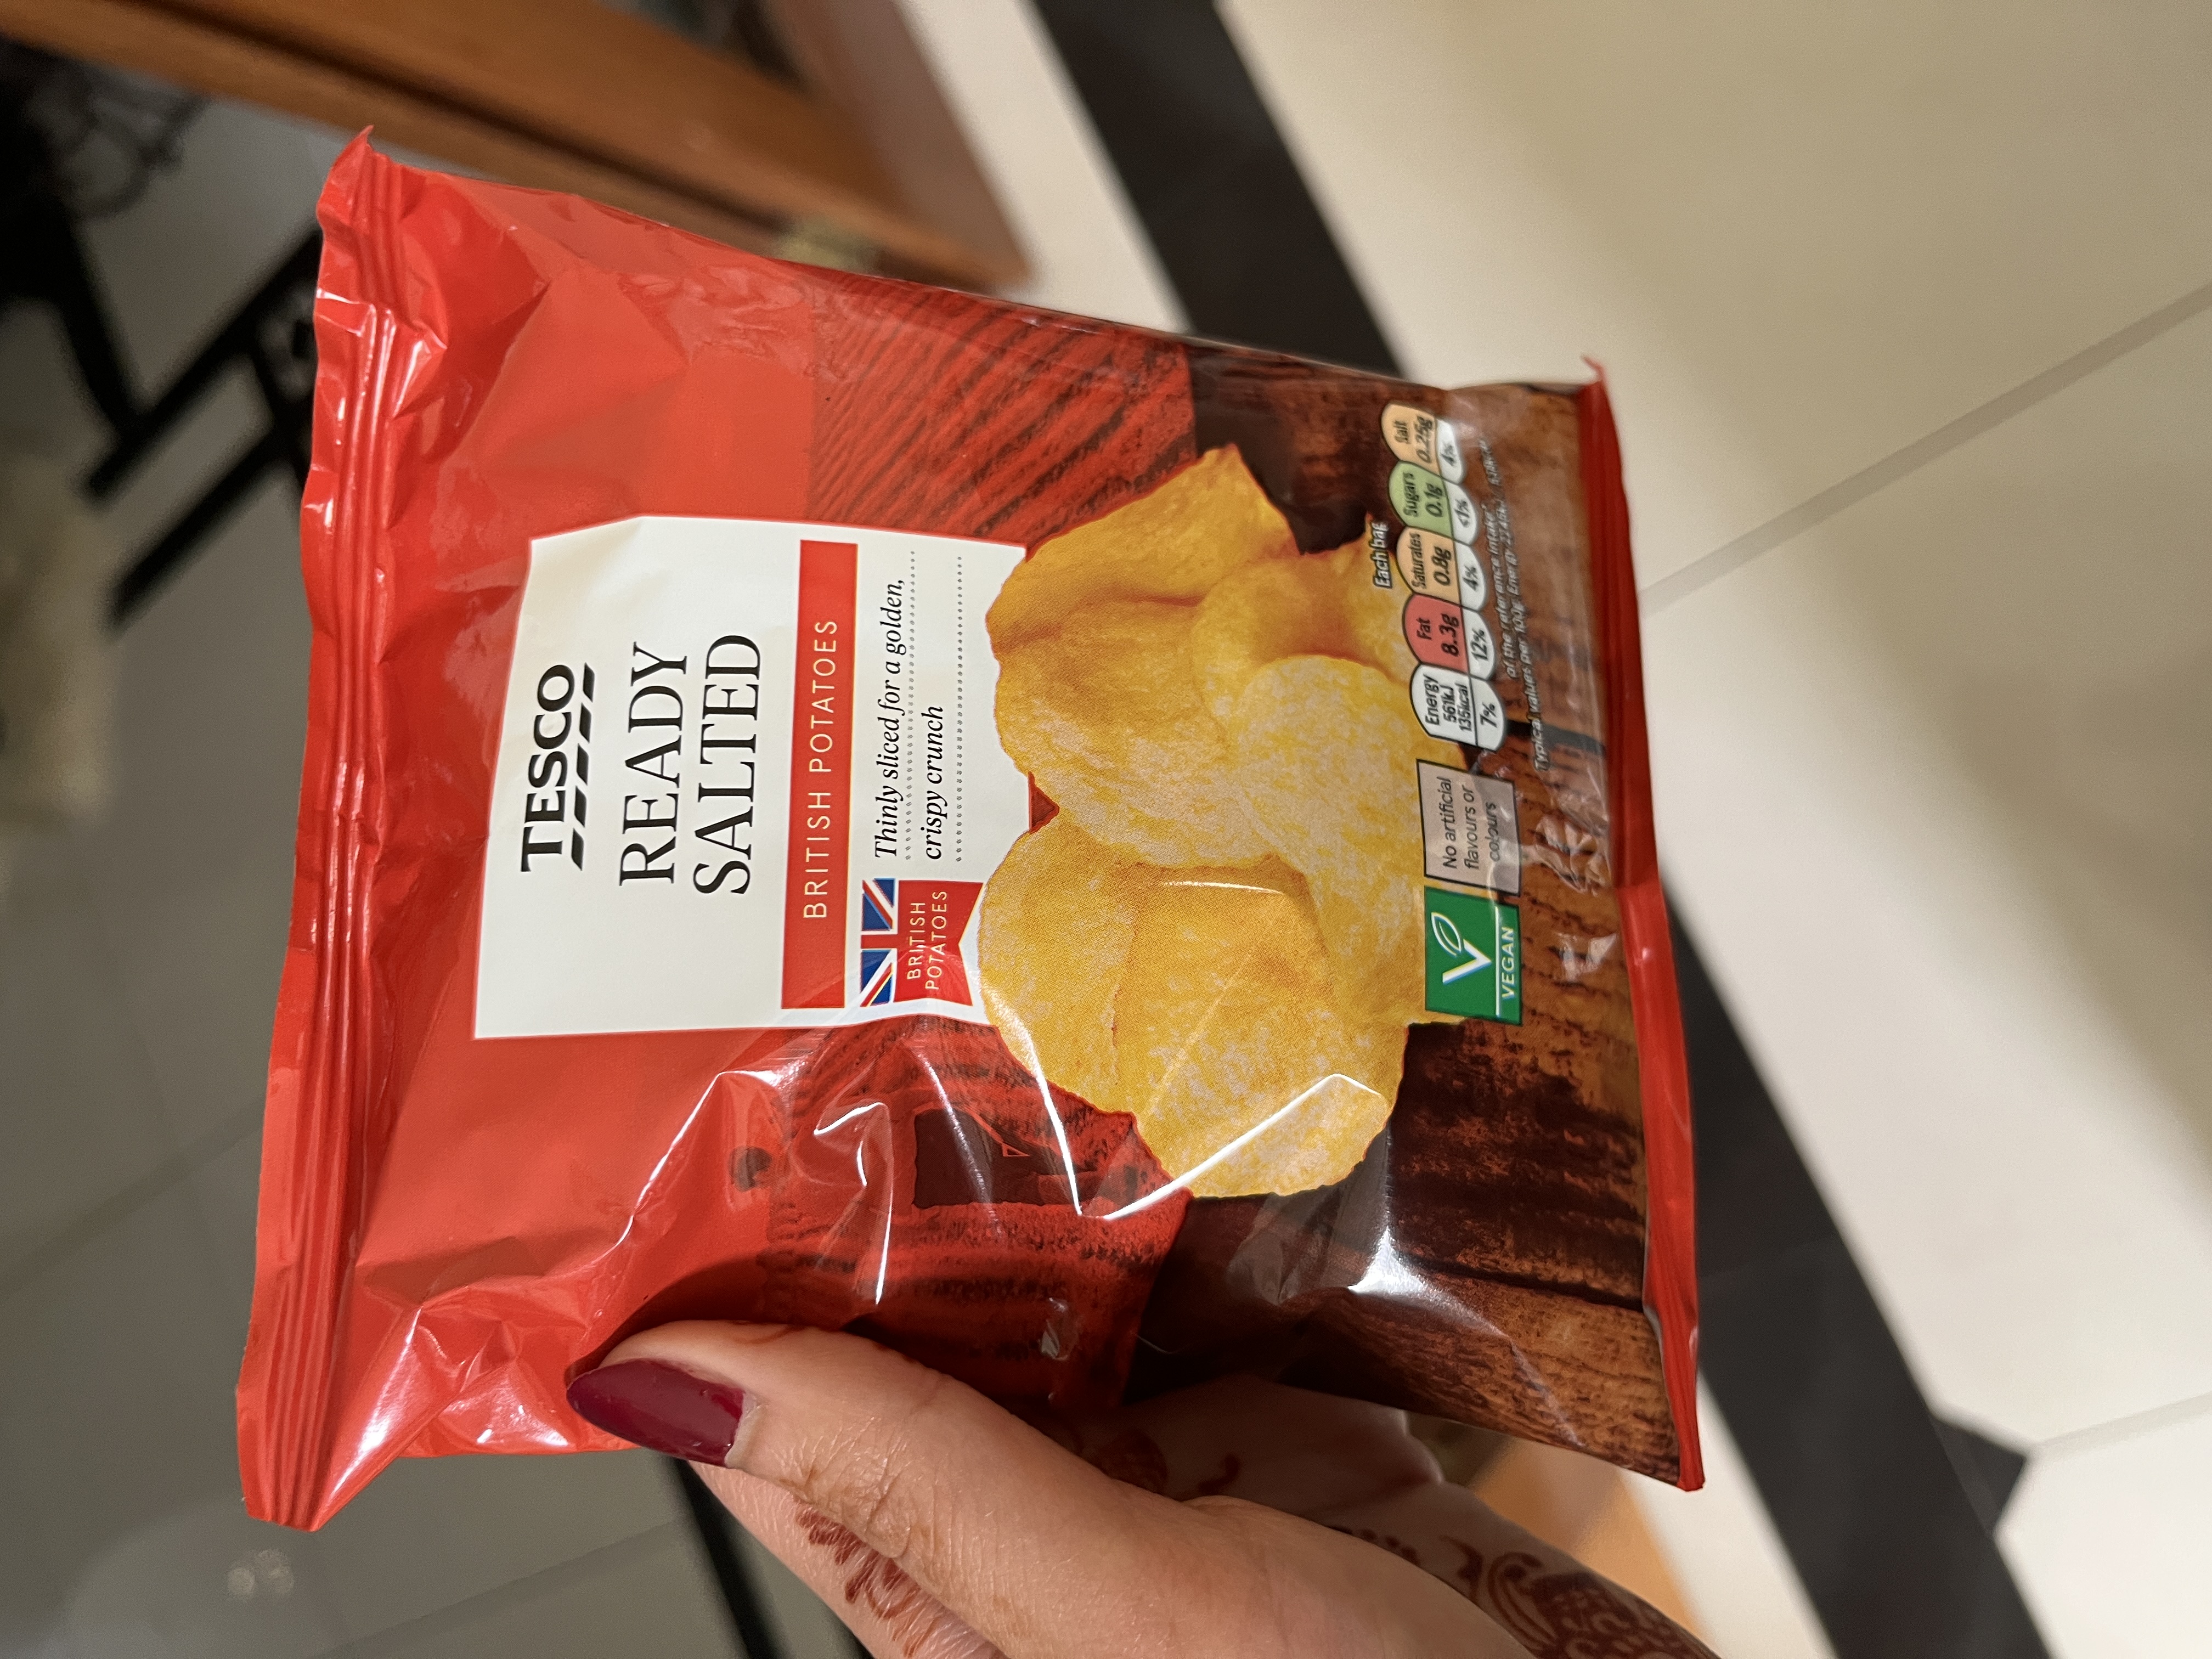 TESCO
READY
SALTED
BRITISH POTATOES
BRITISH
POTATOES
Thinly sliced for a golden,
crispy crunch
Each bag
Energy
561kJ
135kcal
7%
Fat
8.3g
12%
Saturates
0.8g
4%
Sugars
0.1g
<1%
Salt
0.26g
4%
of the reference intake*
Typical values per 100g: Energy
V
VEGAN
No artificial
flavours or
colours